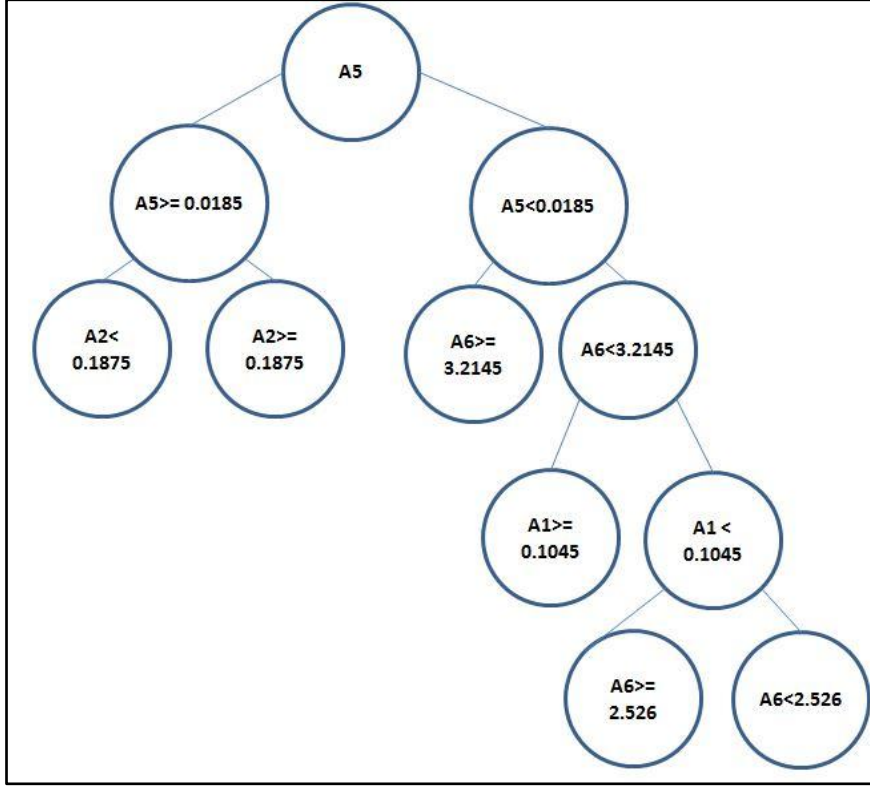 A5
A5>= 0.0185
A5<0.0185
A2<
0.1875
A2>=
0.1875
A6>=
3.2145
A6<3.2145
A1>=
0.1045
A1 <
0.1045
A6>=
2.526
A6<2.526